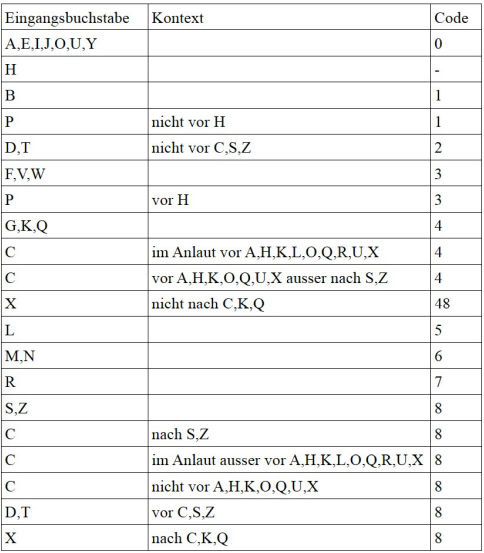 Eingangsbuchstabe Kontext Code
A,E,I,J,O,U,Y 0
H -
B 1
P nicht vor H 1
D,T nicht vor C,S,Z 2
F,V,W 3
P vor H 3
G,K,Q 4
C im Anlaut vor A,H,K,L,O,Q,R,U,X 4
C vor A,H,K,O,Q,U,X ausser nach S,Z 4
X nicht nach C,K,Q 48
L 5
M,N 6
R 7
S,Z 8
C nach S,Z 8
C im Anlaut ausser vor A,H,K,L,O,Q,R,U,X 8
C nicht vor A,H,K,O,Q,U,X 8
D,T vor C,S,Z 8
X nach C,K,Q 8